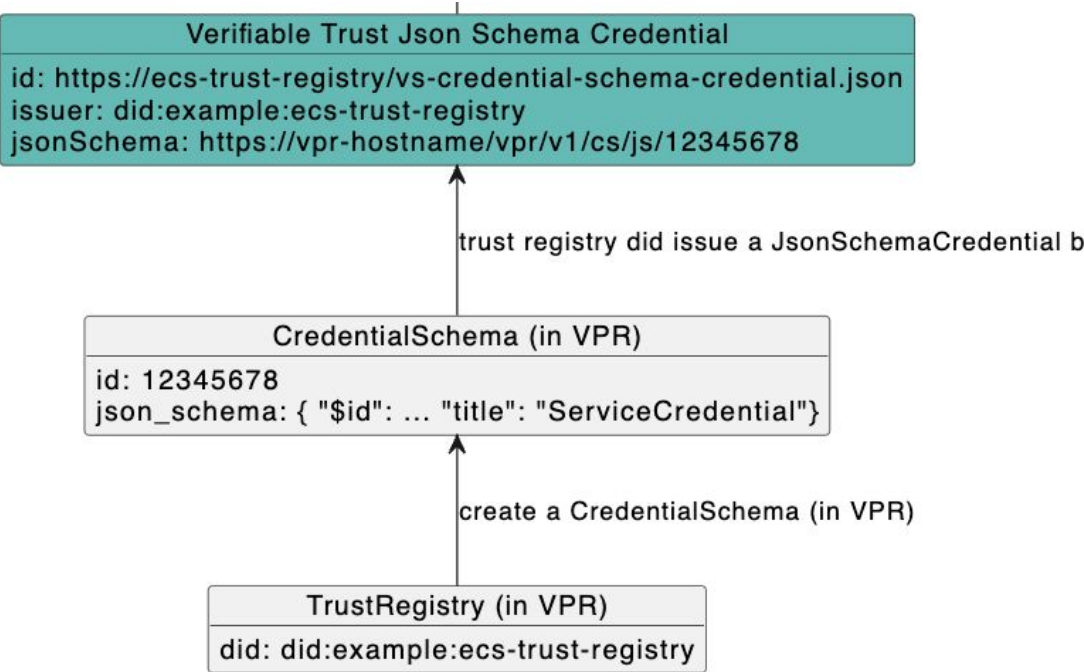 Verifiable Trust Json Schema Credential
id: https://ecs-trust-registry/vs-credential-schema-credential.json
issuer: did:example:ecs-trust-registry
jsonSchema: https://vpr-hostname/vpr/v1/cs/js/12345678
trust registry did issue a JsonSchemaCredential b
CredentialSchema (in VPR)
id: 12345678
json_schema: { "$id": ... "title": "ServiceCredential"}
create a CredentialSchema (in VPR)
TrustRegistry (in VPR)
did: did:example:ecs-trust-registry